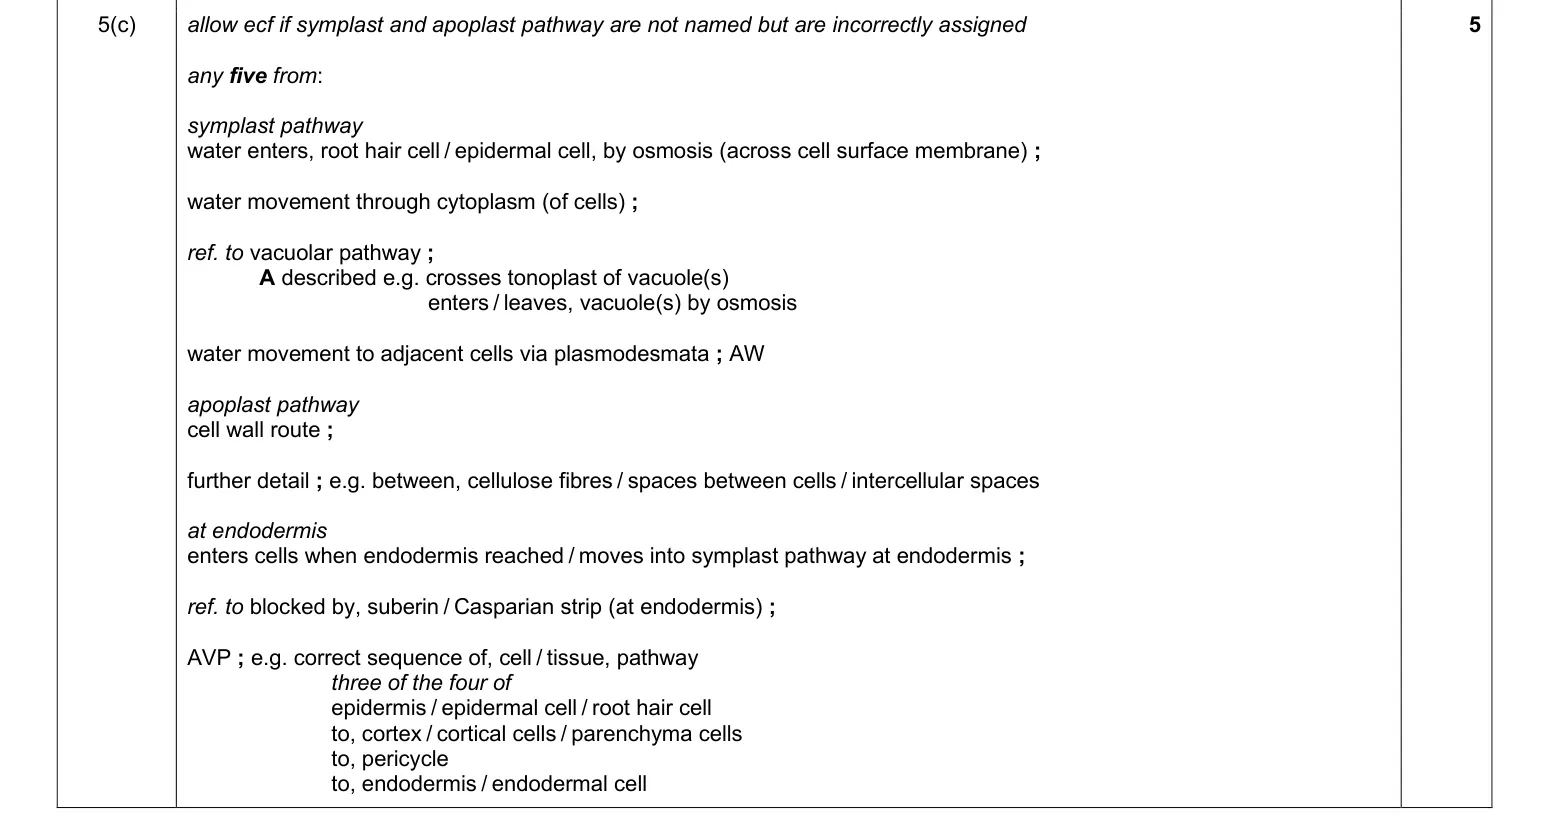 5(c) allow ecf if symplast and apoplast pathway are not named but are incorrectly assigned 5
any five from:
symplast pathway
water enters, root hair cell / epidermal cell, by osmosis (across cell surface membrane) ;
water movement through cytoplasm (of cells) ;
ref. to vacuolar pathway ;
A described e.g. crosses tonoplast of vacuole(s)
enters / leaves, vacuole(s) by osmosis
water movement to adjacent cells via plasmodesmata ; AW
apoplast pathway
cell wall route ;
further detail ; e.g. between, cellulose fibres / spaces between cells / intercellular spaces
at endodermis
enters cells when endodermis reached / moves into symplast pathway at endodermis ;
ref. to blocked by, suberin / Casparian strip (at endodermis) ;
AVP ; e.g. correct sequence of, cell / tissue, pathway
three of the four of
epidermis / epidermal cell / root hair cell
to, cortex / cortical cells / parenchyma cells
to, pericycle
to, endodermis / endodermal cell